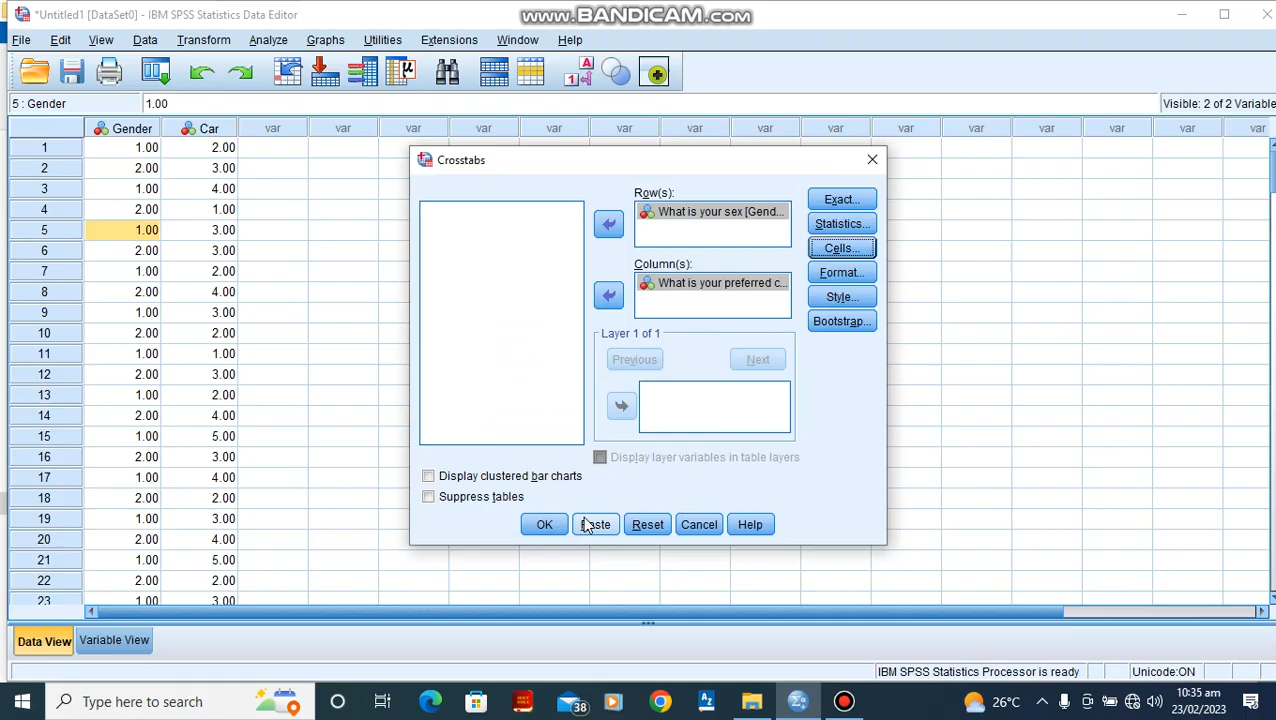 *Untitled1 [DataSet0] - IBM SPSS Statistics Data Editor
www.BANDICAM.com
File Edit View Data Transform Analyze Graphs Utilities Extensions Window Help
5 : Gender 1.00 Visible: 2 of 2 Variable
Gender Car var var var var var var var var var var var var var var var
1 1.00 2.00
2 2.00 3.00
3 1.00 4.00
4 2.00 1.00
5 1.00 3.00
6 2.00 3.00
7 1.00 2.00
8 2.00 4.00
9 1.00 3.00
10 2.00 2.00
11 1.00 1.00
12 2.00 3.00
13 1.00 2.00
14 2.00 4.00
15 1.00 5.00
16 2.00 3.00
17 1.00 4.00
18 2.00 2.00
19 1.00 3.00
20 2.00 4.00
21 1.00 5.00
22 2.00 2.00
23 1.00 3.00
Crosstabs
Row(s):
What is your sex [Gend...
Column(s):
What is your preferred c...
Layer 1 of 1
Previous Next
Display layer variables in table layers
Exact...
Statistics...
Cells...
Format...
Style...
Bootstrap...
Display clustered bar charts
Suppress tables
OK Paste Reset Cancel Help
Data View Variable View
IBM SPSS Statistics Processor is ready Unicode:ON
Type here to search
38
26°C
10:35 am
23/02/2023